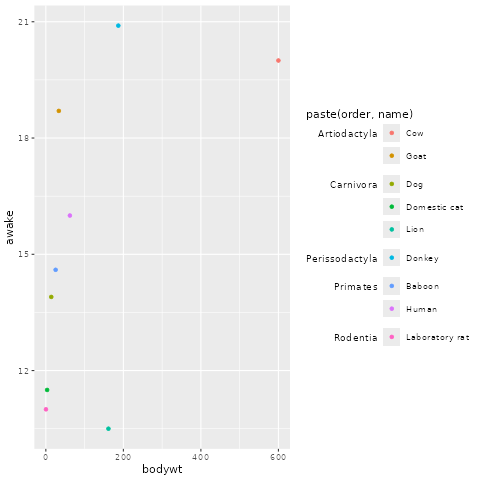 21
18
15
12
awake
0
200
400
600
bodywt
paste(order, name)
Artiodactyla Cow
Goat
Carnivora Dog
Domestic cat
Lion
Perissodactyla Donkey
Primates Baboon
Human
Rodentia Laboratory rat